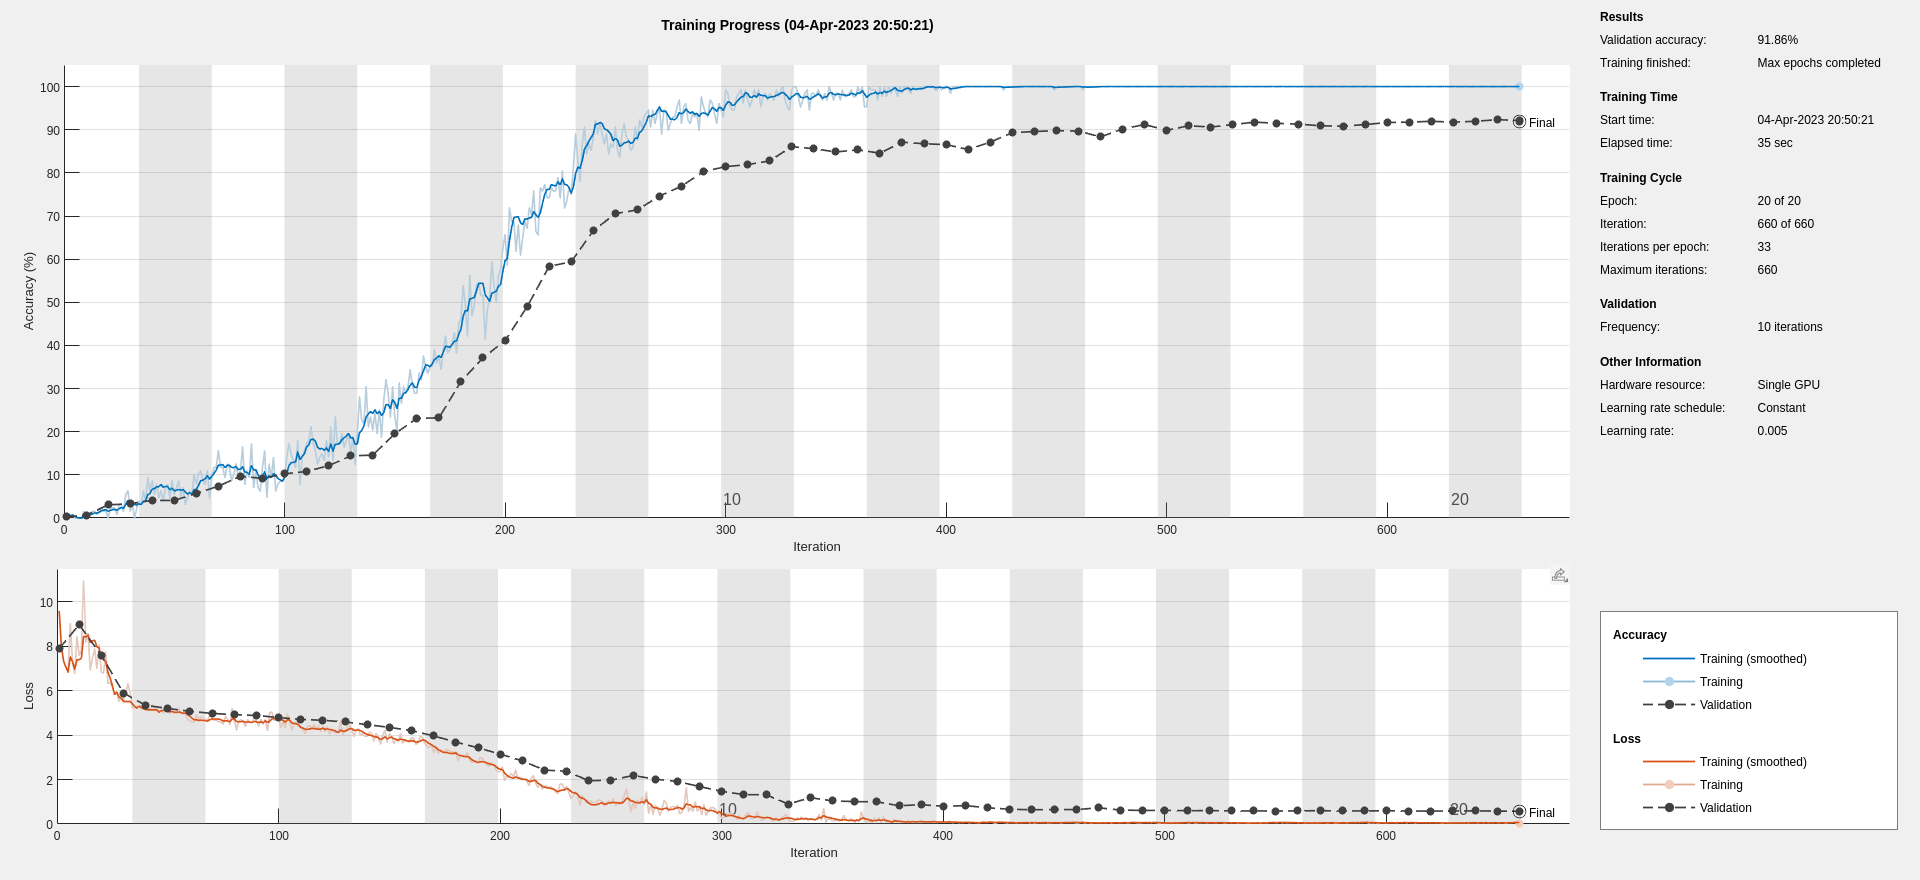 Training Progress (04-Apr-2023 20:50:21)
100
90
80
70
60
50
40
30
20
10
0
Accuracy (%)
Final
10
20
0 100 200 300 400 500 600
Iteration
10
8
6
4
2
0
Loss
Final
10
20
0 100 200 300 400 500 600
Iteration
Results
Validation accuracy: 91.86%
Training finished: Max epochs completed
Training Time
Start time: 04-Apr-2023 20:50:21
Elapsed time: 35 sec
Training Cycle
Epoch: 20 of 20
Iteration: 660 of 660
Iterations per epoch: 33
Maximum iterations: 660
Validation
Frequency: 10 iterations
Other Information
Hardware resource: Single GPU
Learning rate schedule: Constant
Learning rate: 0.005
Accuracy
Training (smoothed)
Training
Validation
Loss
Training (smoothed)
Training
Validation